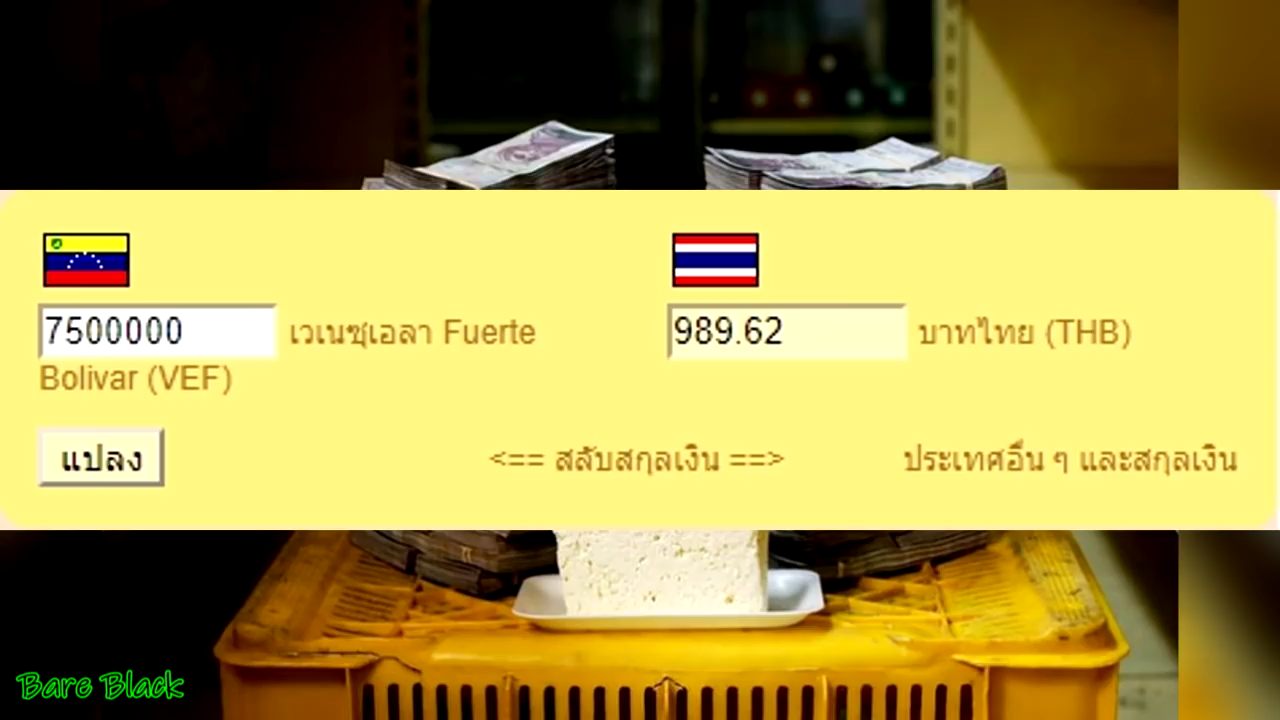 7500000 เวเนซุเอลา Fuerte
Bolivar (VEF)
989.62 บาทไทย (THB)
แปลง
<== สลับสกุลเงิน ==>
ประเทศอื่น ๆ และสกุลเงิน
Bare Black